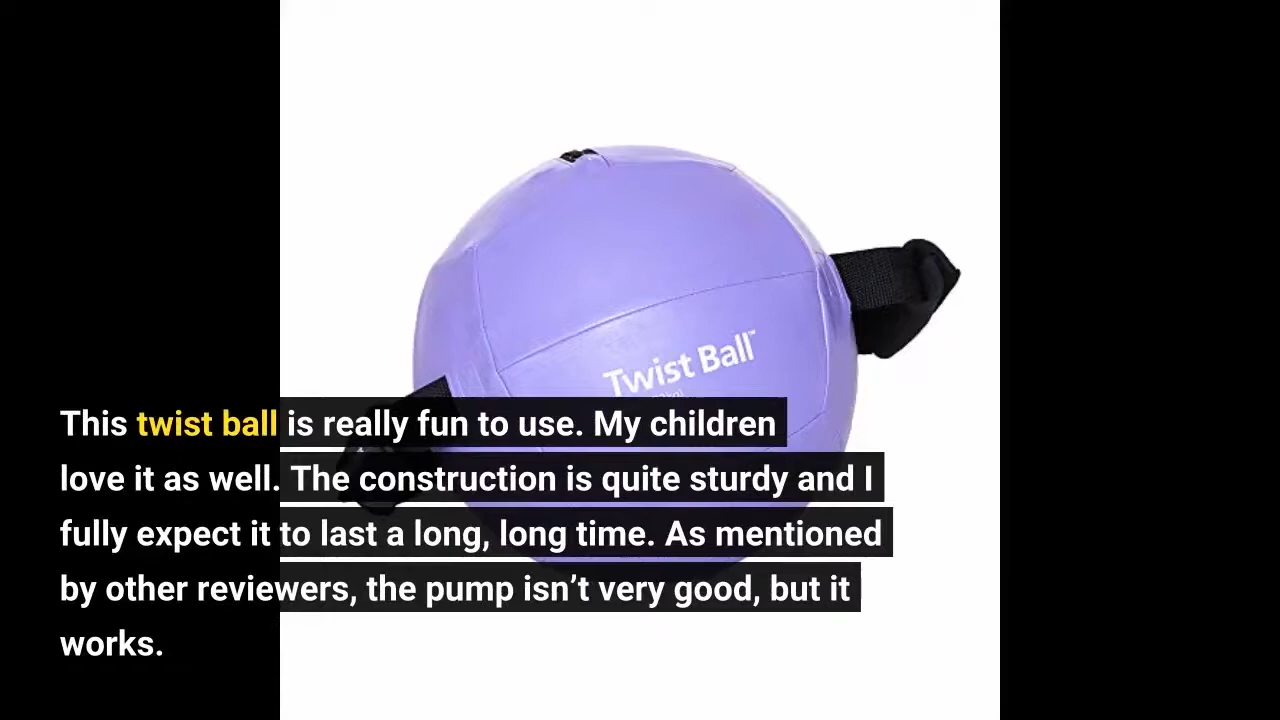 Twist Ball™
This twist ball is really fun to use. My children
love it as well. The construction is quite sturdy and I
fully expect it to last a long, long time. As mentioned
by other reviewers, the pump isn’t very good, but it
works.